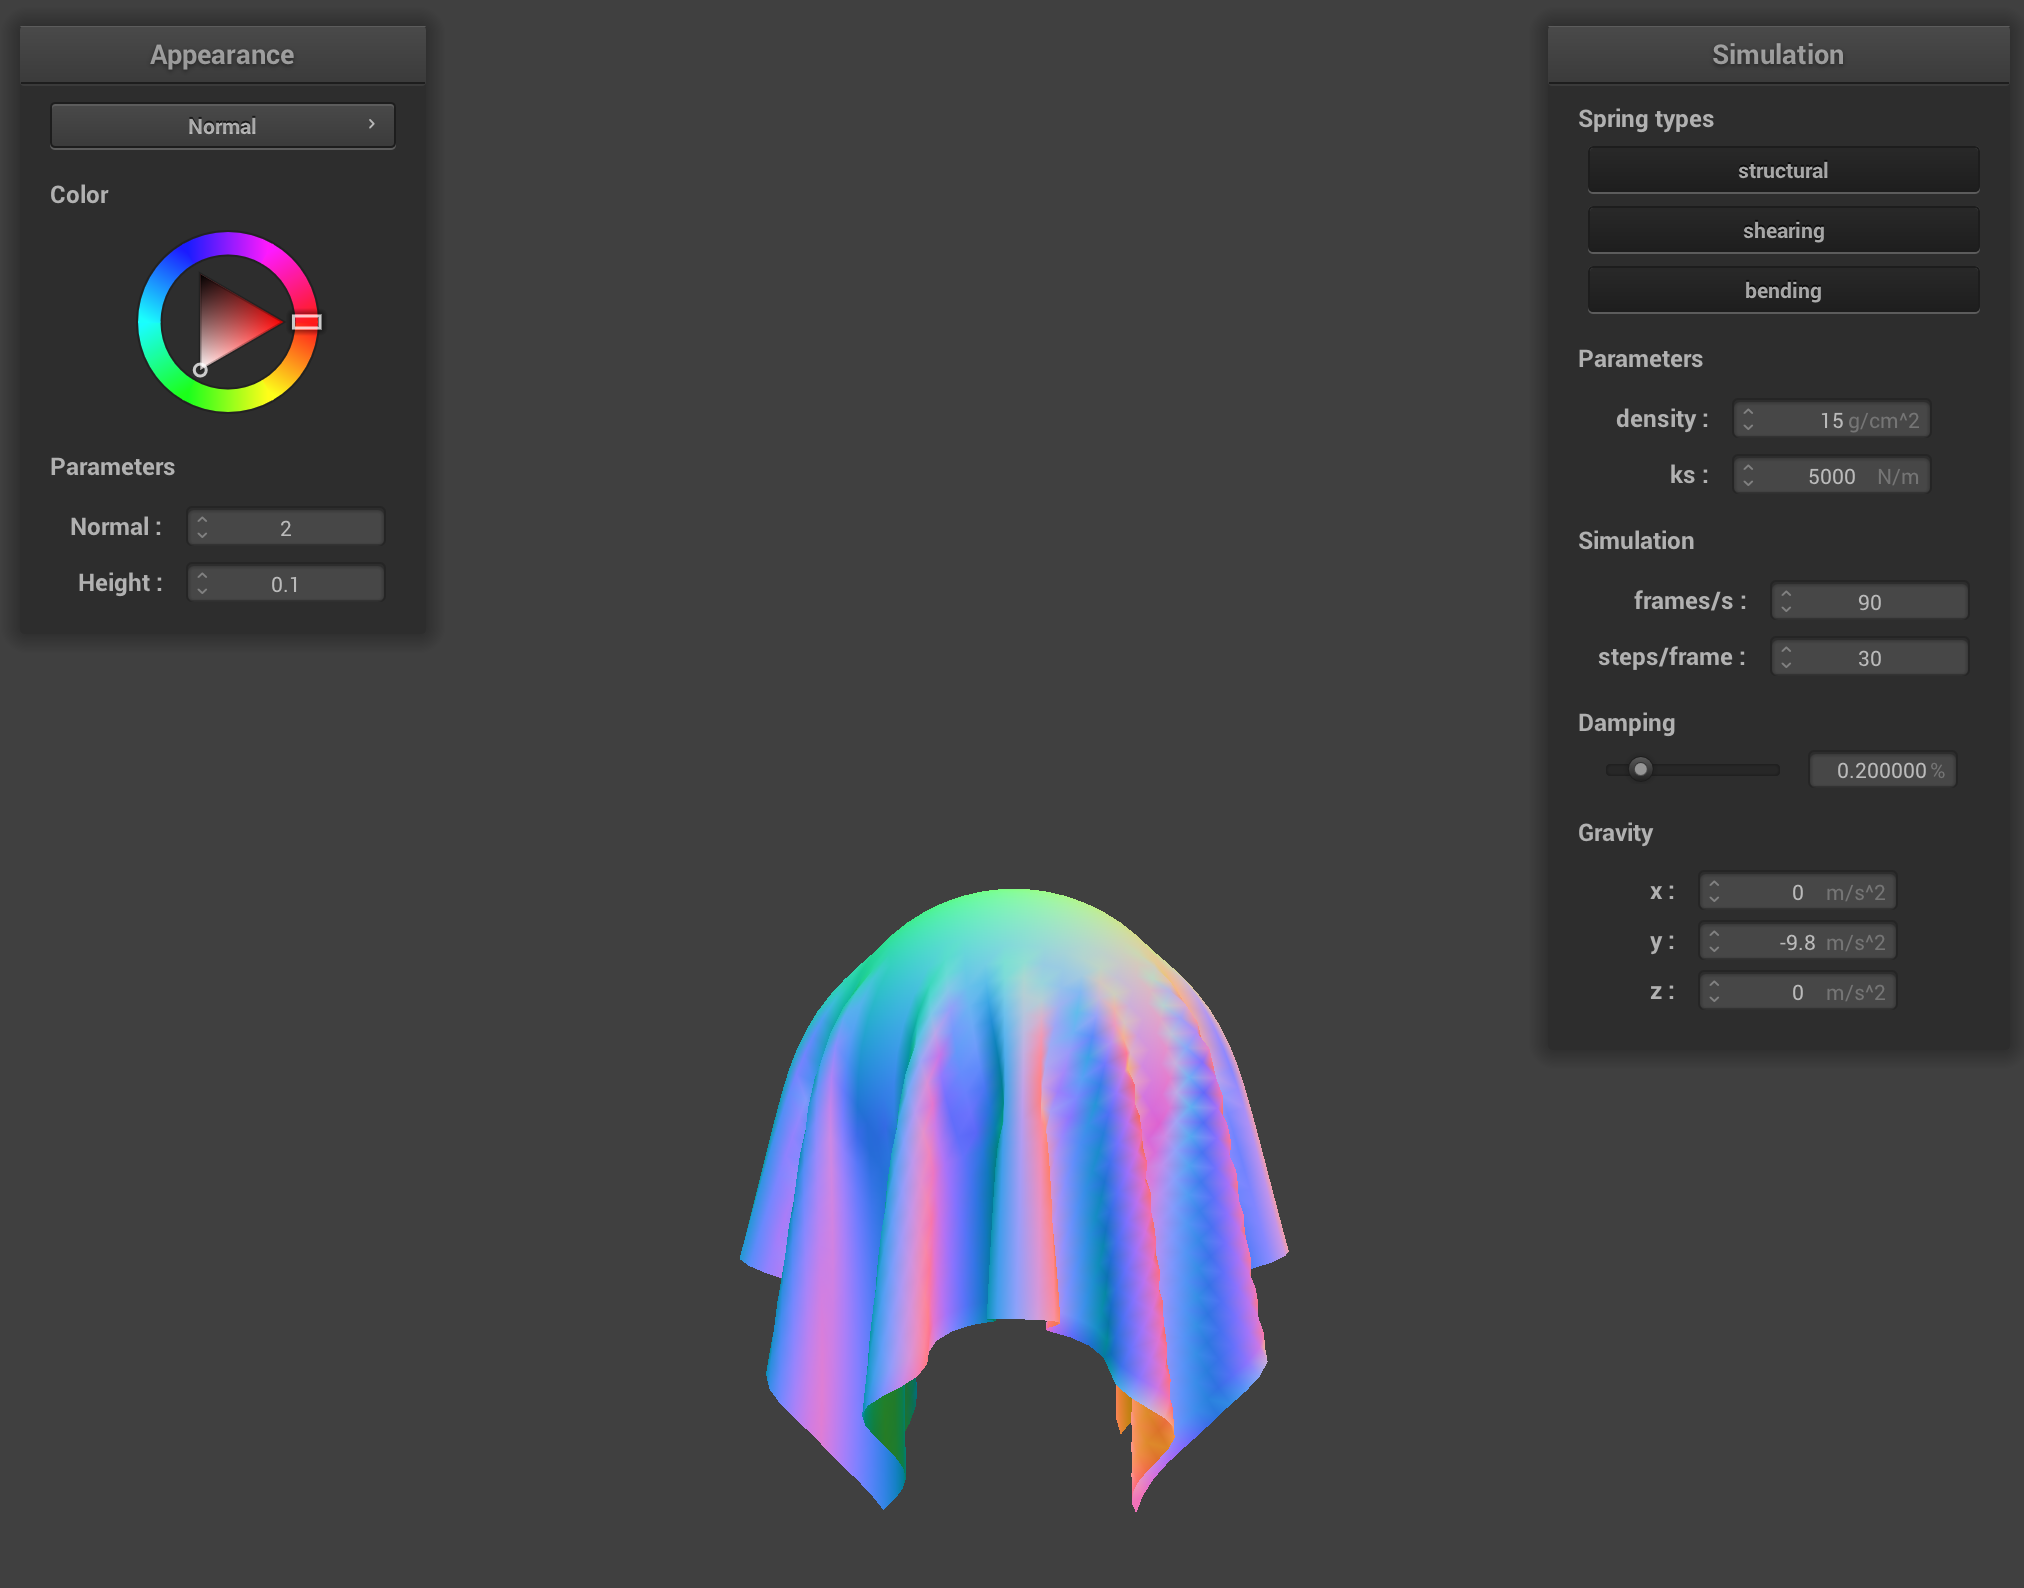 Appearance
Normal
Color
Parameters
Normal : 2
Height : 0.1
Simulation
Spring types
structural
shearing
bending
Parameters
density : 15 g/cm^2
ks : 5000 N/m
Simulation
frames/s : 90
steps/frame : 30
Damping
0.200000 %
Gravity
x : 0 m/s^2
y : -9.8 m/s^2
z : 0 m/s^2